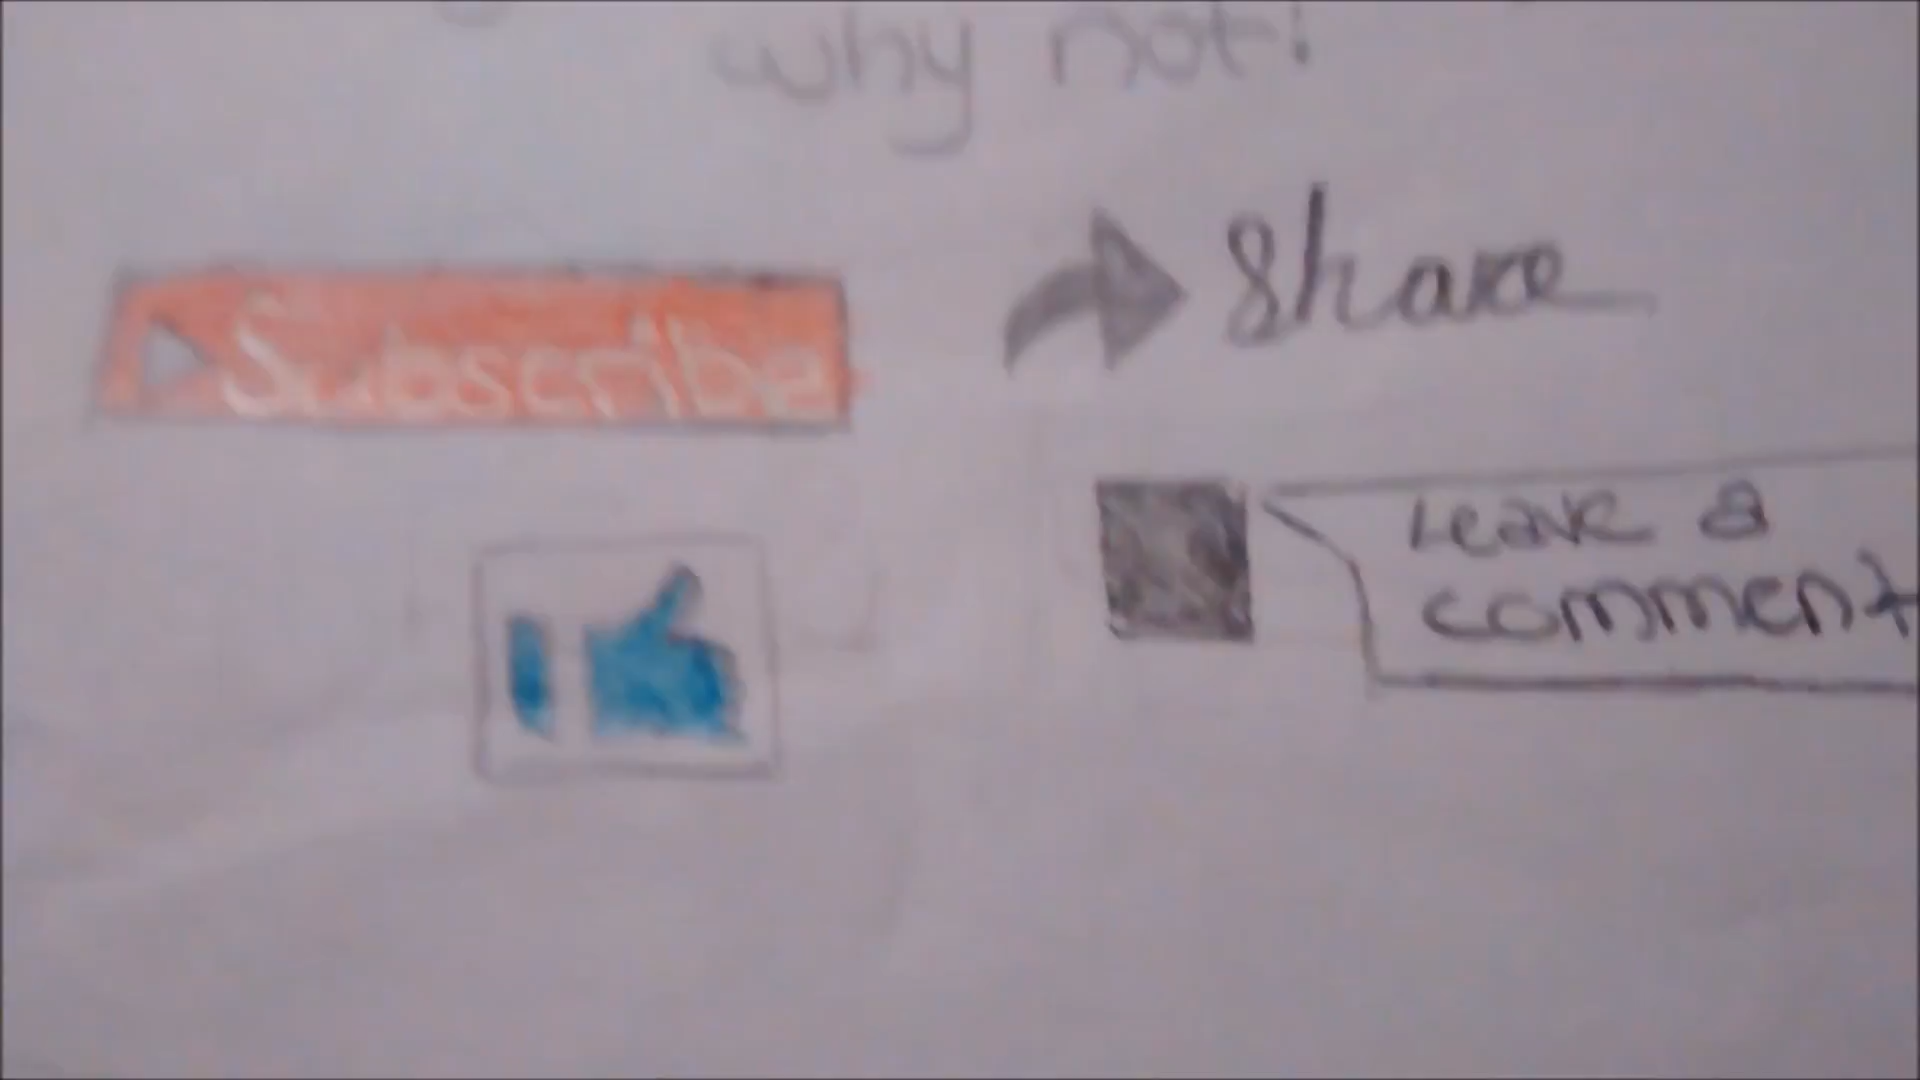 why not!
Subscribe
Share
Leave a
comment